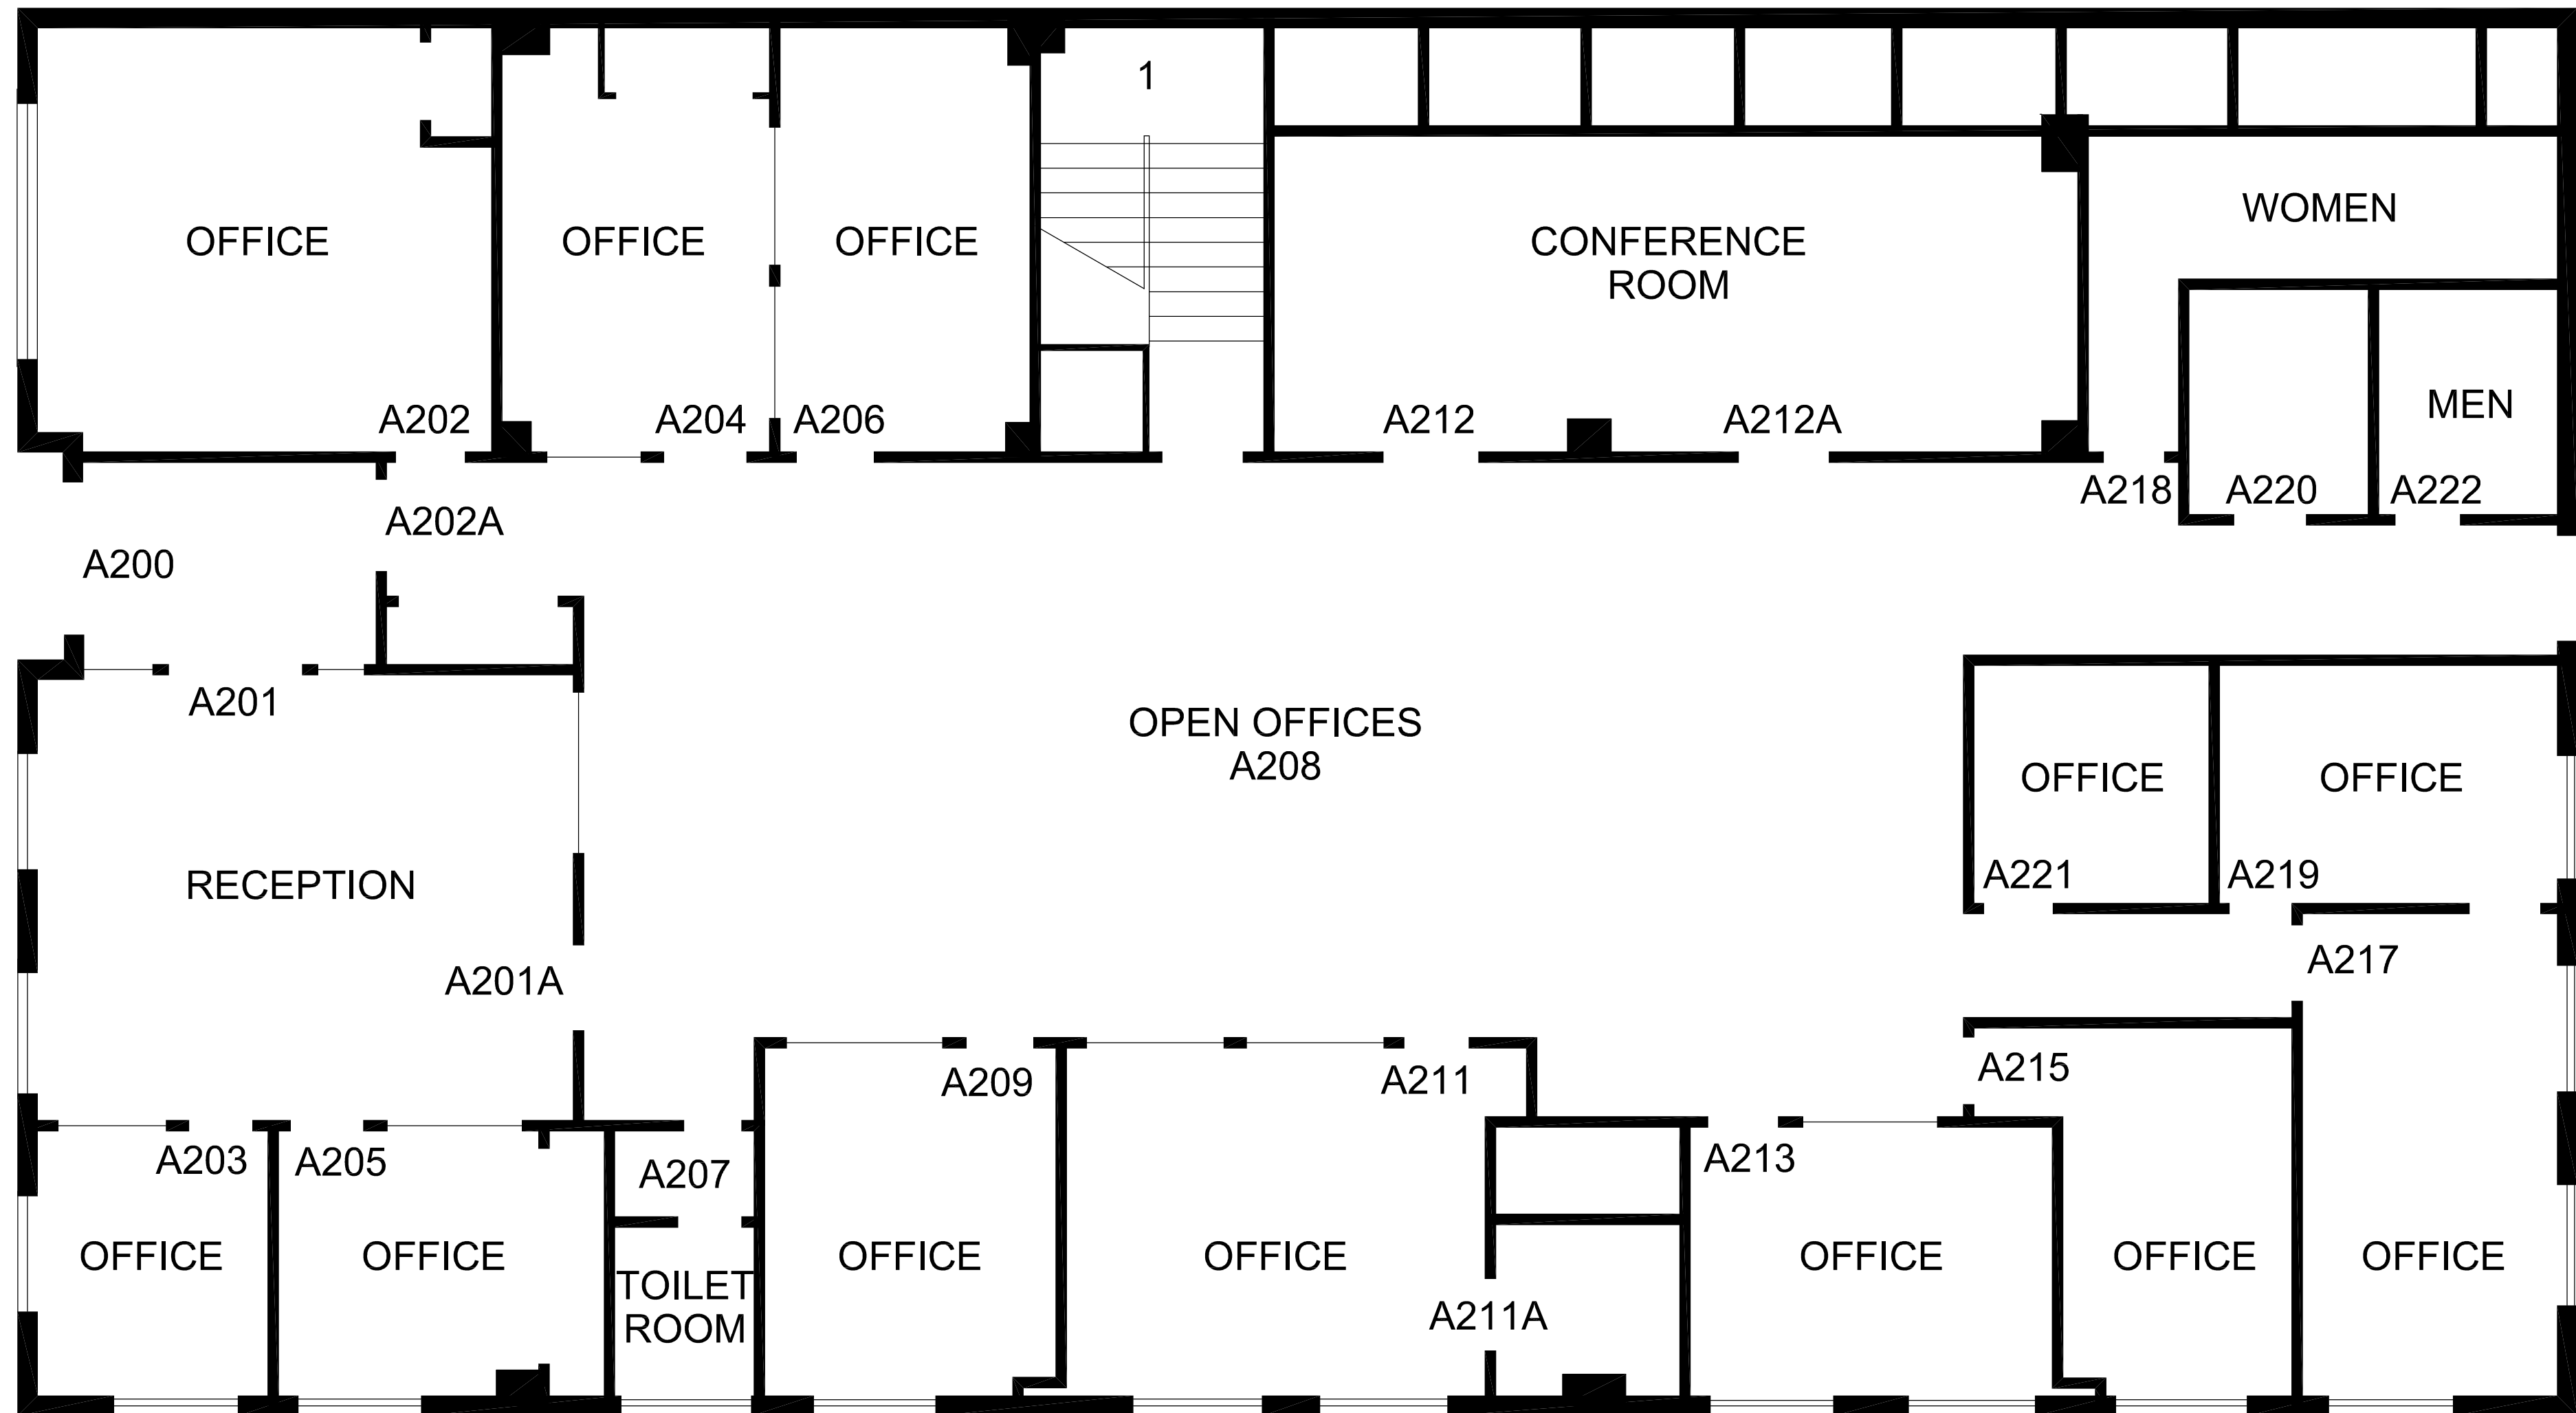 1
WOMEN
OFFICE
OFFICE
OFFICE
CONFERENCE
ROOM
MEN
A202
A204
A206
A212
A212A
A218
A220
A222
A202A
A200
A201
OPEN OFFICES
A208
OFFICE
OFFICE
RECEPTION
A221
A219
A201A
A217
A209
A211
A215
A203
A205
A207
A213
OFFICE
OFFICE
TOILET
ROOM
OFFICE
OFFICE
A211A
OFFICE
OFFICE
OFFICE